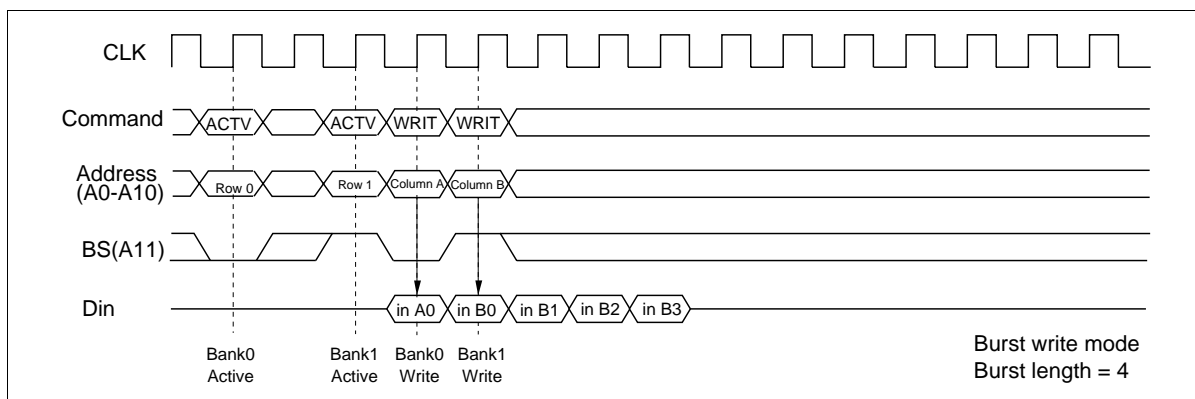 CLK
Command
ACTV
ACTV
WRIT
WRIT
Address
(A0-A10)
Row 0
Row 1
Column A
Column B
BS(A11)
Din
in A0
in B0
in B1
in B2
in B3
Bank0
Active
Bank1
Active
Bank0
Write
Bank1
Write
Burst write mode
Burst length = 4